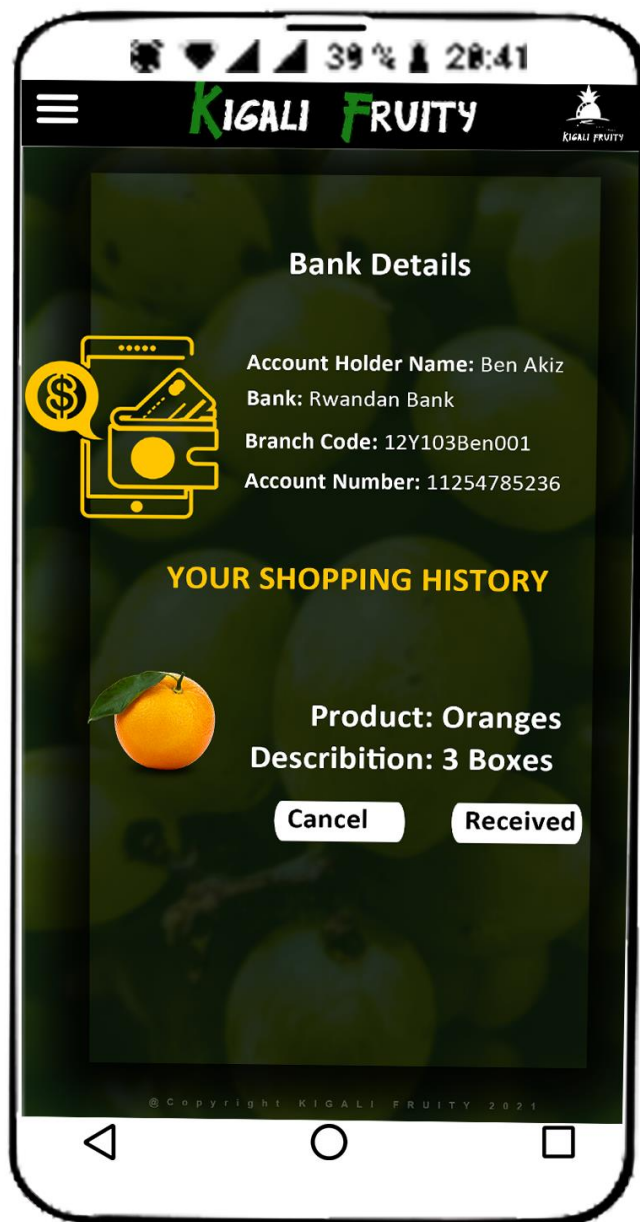 39 % 20:41
KIGALI FRUITY
KIGALI FRUITY
Bank Details
Account Holder Name: Ben Akiz
Bank: Rwandan Bank
Branch Code: 12Y103Ben001
Account Number: 11254785236
YOUR SHOPPING HISTORY
Product: Oranges
Describition: 3 Boxes
Cancel Received
@Copyright KIGALI FRUITY 2021